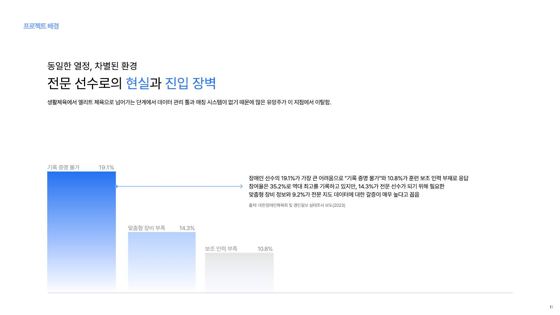 프로젝트 배경
동일한 열정, 차별된 환경
전문 선수로의 현실과 진입 장벽
생활체육에서 엘리트 체육으로 넘어가는 단계에서 데이터 관리 툴과 매칭 시스템이 없기 때문에 많은 유망주가 이 지점에서 이탈함.
기록 증명 불가 19.1%
장애인 선수의 19.1%가 가장 큰 어려움으로 "기록 증명 불가"와 10.8%가 훈련 보조 인력 부재로 응답
참여율은 35.2%로 역대 최고를 기록하고 있지만, 14.3%가 전문 선수가 되기 위해 필요한
맞춤형 장비 정보와 9.2%가 전문 지도 데이터에 대한 갈증이 매우 높다고 꼽음
맞춤형 장비 부족 14.3%
보조 인력 부족 10.8%